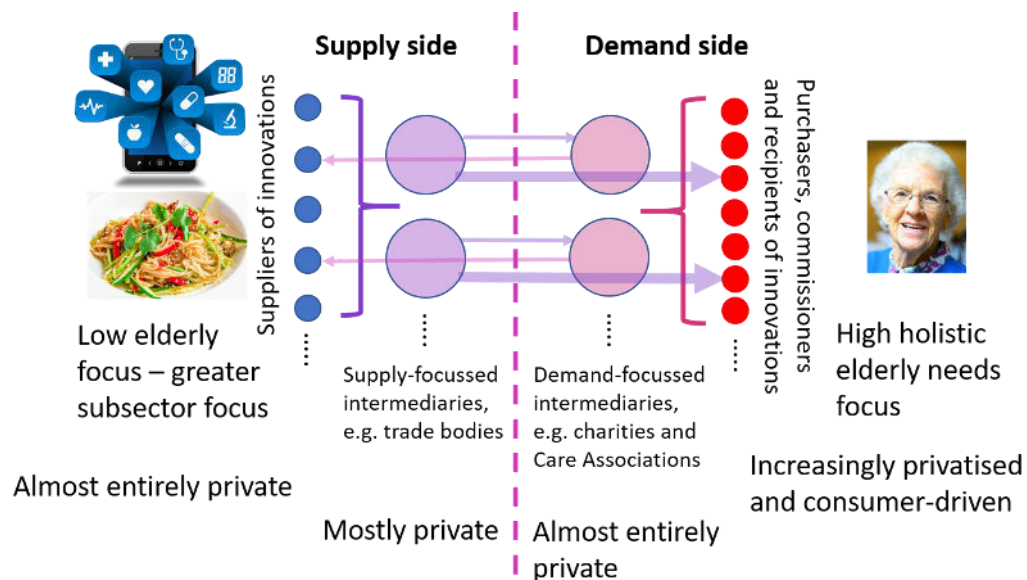 Supply side
Demand side
Suppliers of innovations
Purchasers, commissioners
and recipients of innovations
Low elderly
focus – greater
subsector focus
Supply-focussed
intermediaries,
e.g. trade bodies
Demand-focussed
intermediaries,
e.g. charities and
Care Associations
High holistic
elderly needs
focus
Almost entirely private
Mostly private
Almost entirely
private
Increasingly privatised
and consumer-driven